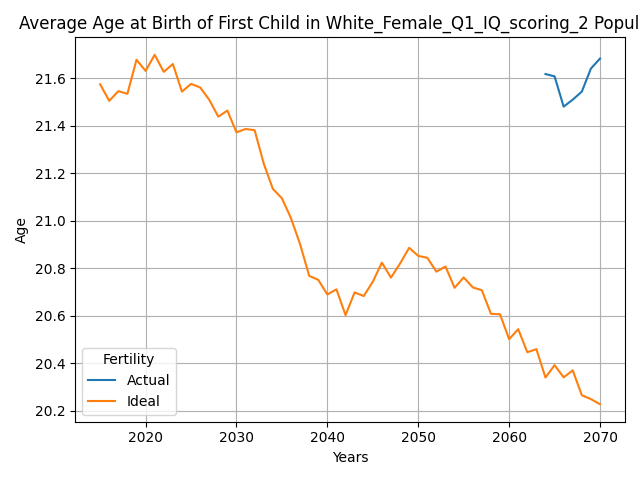 Average Age at Birth of First Child in White_Female_Q1_IQ_scoring_2 Popul
21.6
21.4
21.2
21.0
20.8
20.6
20.4
20.2
Age
Fertility
Actual
Ideal
2020 2030 2040 2050 2060 2070
Years